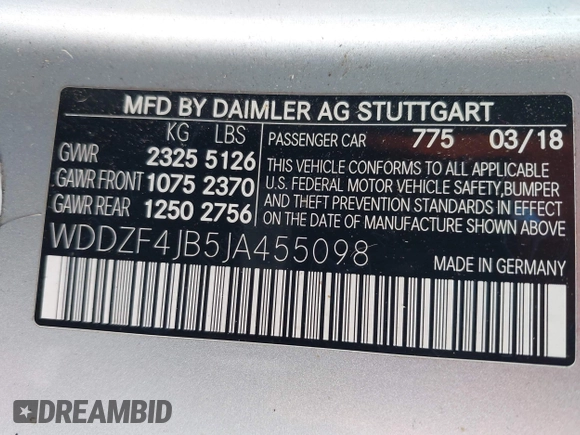 MFD BY DAIMLER AG STUTTGART
KG LBS
GVWR 2325 5126
GAWR FRONT 1075 2370
GAWR REAR 1250 2756
PASSENGER CAR 775 03/18
THIS VEHICLE CONFORMS TO ALL APPLICABLE
U.S. FEDERAL MOTOR VEHICLE SAFETY, BUMPER
AND THEFT PREVENTION STANDARDS IN EFFECT
ON THE DATE OF MANUFACTURE SHOWN ABOVE
WDDZF4JB5JA455098
MADE IN GERMANY
DREAMBID